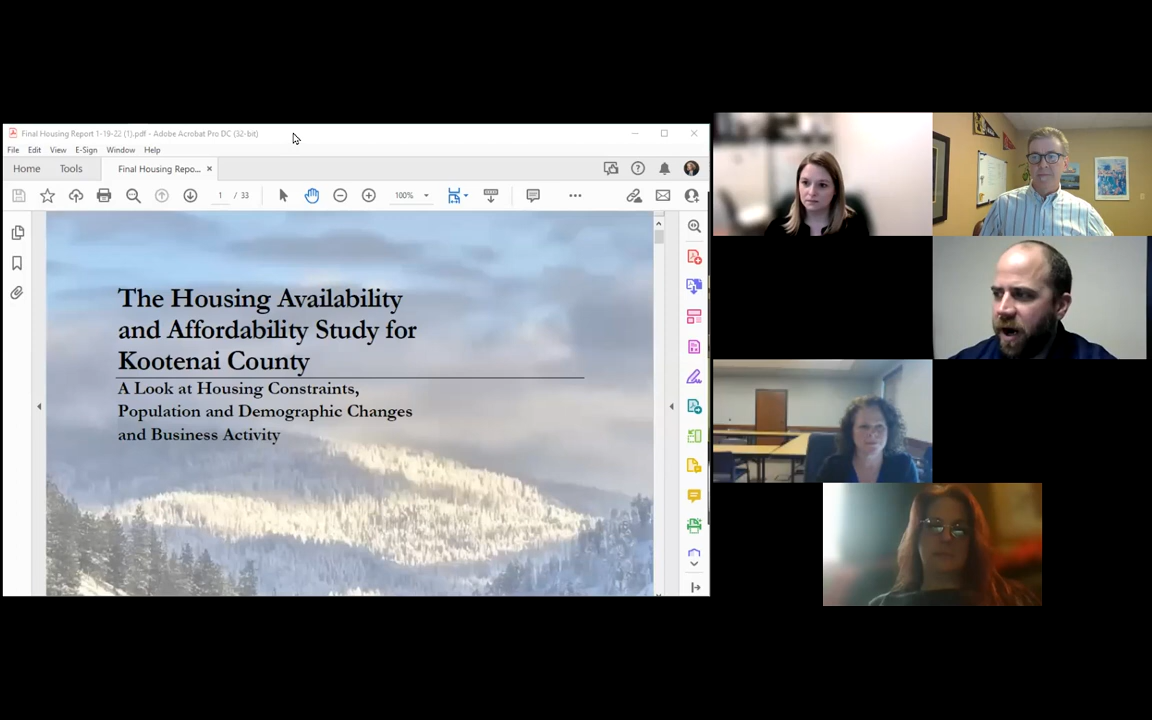 Final Housing Report 1-19-22 (1).pdf - Adobe Acrobat Pro DC (32-bit)
File Edit View E-Sign Window Help
Home Tools Final Housing Repo... ×
1 / 33 100%
The Housing Availability
and Affordability Study for
Kootenai County
A Look at Housing Constraints,
Population and Demographic Changes
and Business Activity